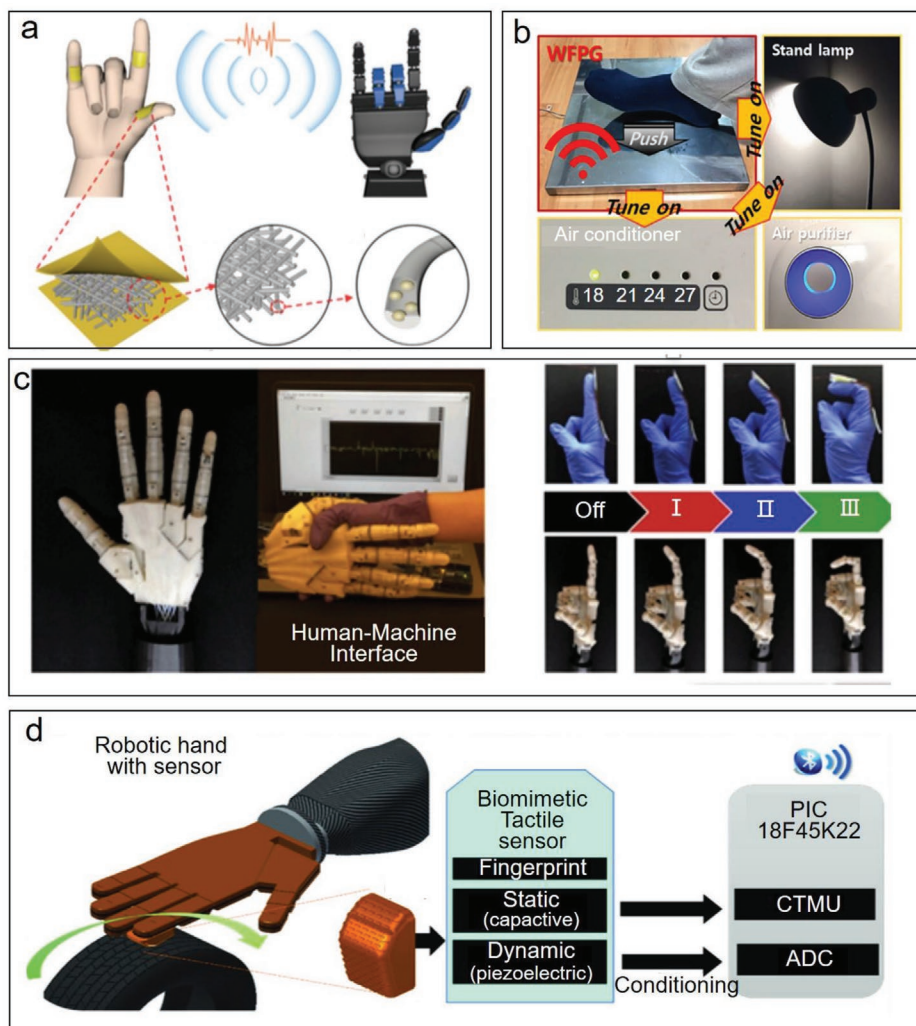 a
b
WFPG
Push
Tune on
Tune on
Tune on
Stand lamp
Air conditioner
18 21 24 27
Air purifier
c
Human-Machine
Interface
Off I II III
d
Robotic hand
with sensor
Biomimetic
Tactile
sensor
Fingerprint
Static
(capactive)
Dynamic
(piezoelectric)
Conditioning
PIC
18F45K22
CTMU
ADC